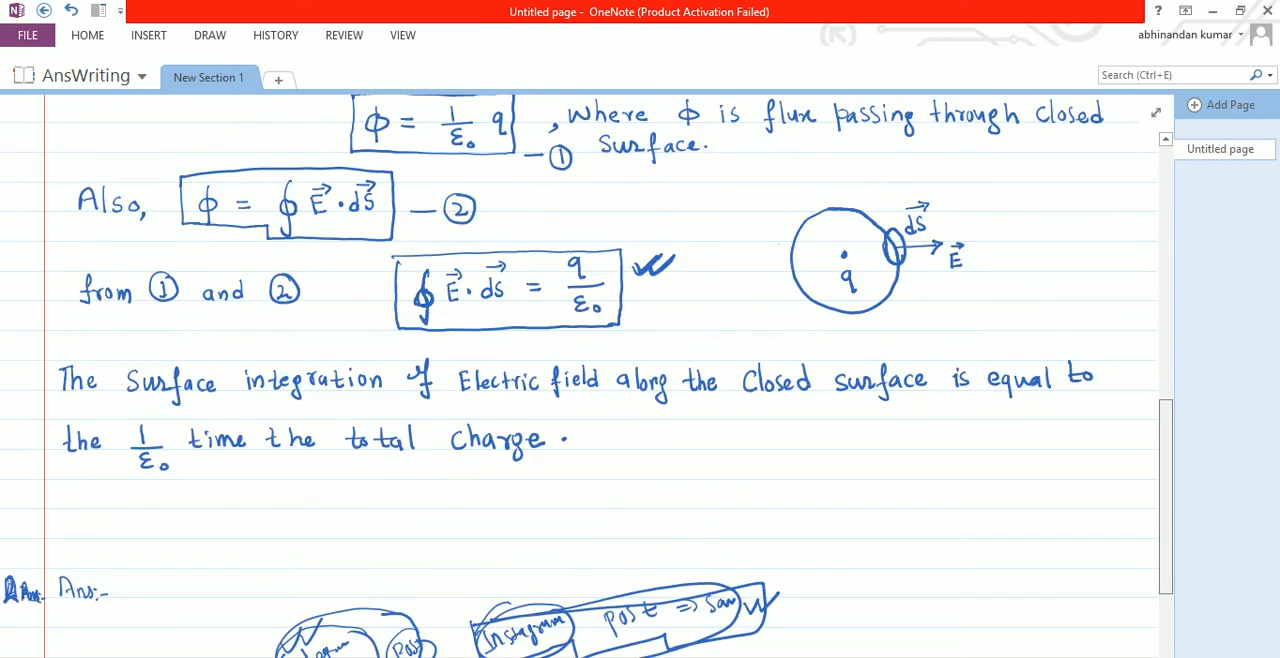 Untitled page - OneNote (Product Activation Failed)
FILE HOME INSERT DRAW HISTORY REVIEW VIEW
abhinandan kumar
AnsWriting New Section 1
Search (Ctrl+E)
Add Page
Untitled page
ϕ = 1/ε₀ q — ① , where ϕ is flux passing through closed
surface.
Also, ϕ = ∮ E⃗ · dS⃗ — ②
dS⃗
E⃗
q
from ① and ② ∮ E⃗ · dS⃗ = q/ε₀
The Surface integration of Electric field along the Closed surface is equal to
the 1/ε₀ time the total charge.
Ans:-
Instagram Post ⇒
Post